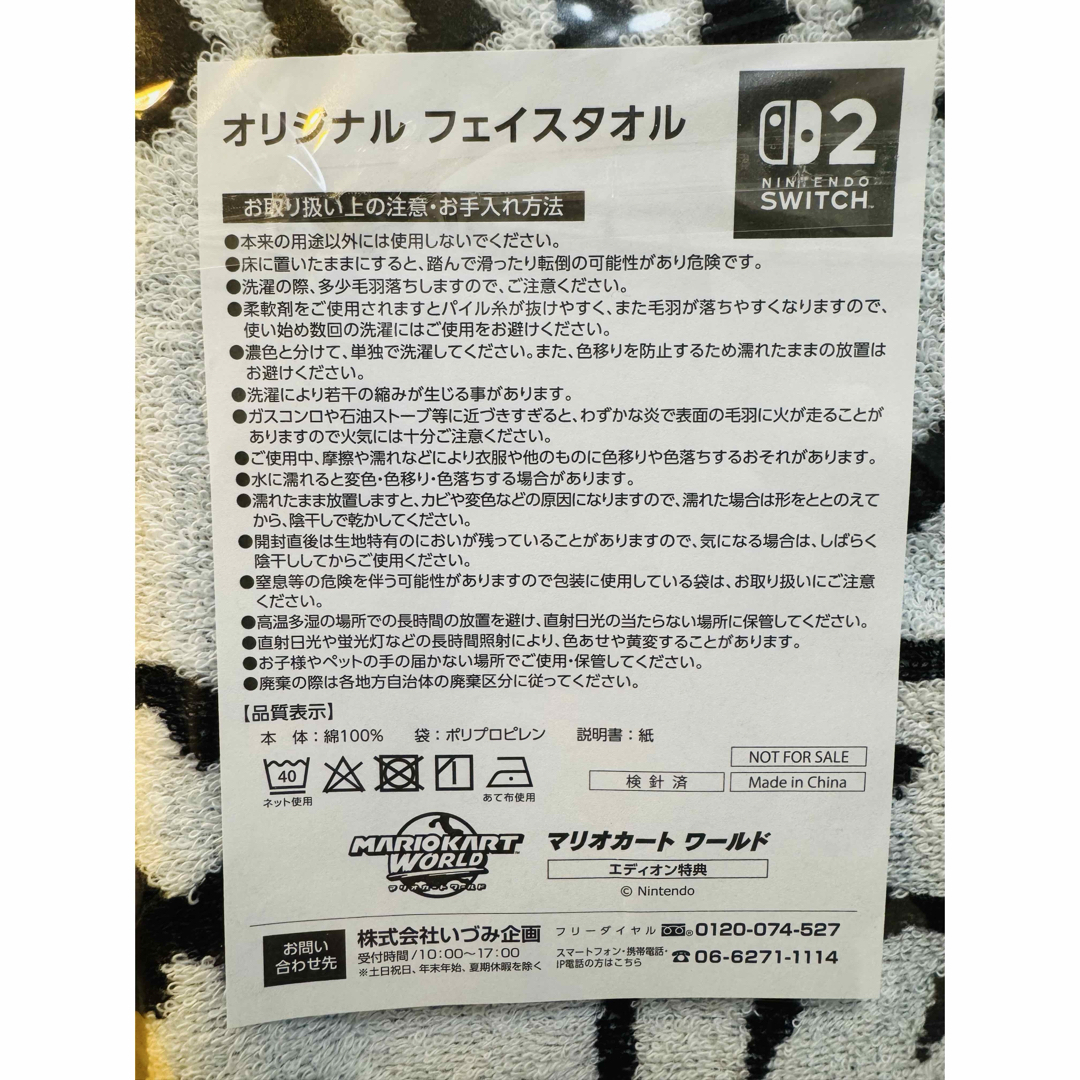 オリジナル フェイスタオル
2
NINTENDO
SWITCH™
お取り扱い上の注意・お手入れ方法
●本来の用途以外には使用しないでください。
●床に置いたままにすると、踏んで滑ったり転倒の可能性があり危険です。
●洗濯の際、多少毛羽落ちしますので、ご注意ください。
●柔軟剤をご使用されますとパイル糸が抜けやすく、また毛羽が落ちやすくなりますので、
使い始め数回の洗濯にはご使用をお避けください。
●濃色と分けて、単独で洗濯してください。また、色移りを防止するため濡れたままの放置は
お避けください。
●洗濯により若干の縮みが生じる事があります。
●ガスコンロや石油ストーブ等に近づきすぎると、わずかな炎で表面の毛羽に火が走ることが
ありますので火気には十分ご注意ください。
●ご使用中、摩擦や濡れなどにより衣服や他のものに色移りや色落ちするおそれがあります。
●水に濡れると変色・色移り・色落ちする場合があります。
●濡れたまま放置しますと、カビや変色などの原因になりますので、濡れた場合は形をととのえて
から、陰干しで乾かしてください。
●開封直後は生地特有のにおいが残っていることがありますので、気になる場合は、しばらく
陰干ししてからご使用ください。
●窒息等の危険を伴う可能性がありますので包装に使用している袋は、お取り扱いにご注意
ください。
●高温多湿の場所での長時間の放置を避け、直射日光の当たらない場所に保管してください。
●直射日光や蛍光灯などの長時間照射により、色あせや黄変することがあります。
●お子様やペットの手の届かない場所でご使用・保管してください。
●廃棄の際は各地方自治体の廃棄区分に従ってください。
【品質表示】
本 体：綿100% 袋：ポリプロピレン 説明書：紙
NOT FOR SALE
40
ネット使用
あて布使用
検針済
Made in China
MARIOKART™
WORLD
マリオカート ワールド
マリオカート ワールド
エディオン特典
© Nintendo
お問い
合わせ先
株式会社いづみ企画
受付時間/10:00〜17:00
※土日祝日、年末年始、夏期休暇を除く
フリーダイヤル ®0120-074-527
スマートフォン・携帯電話・
IP電話の方はこちら
☎06-6271-1114